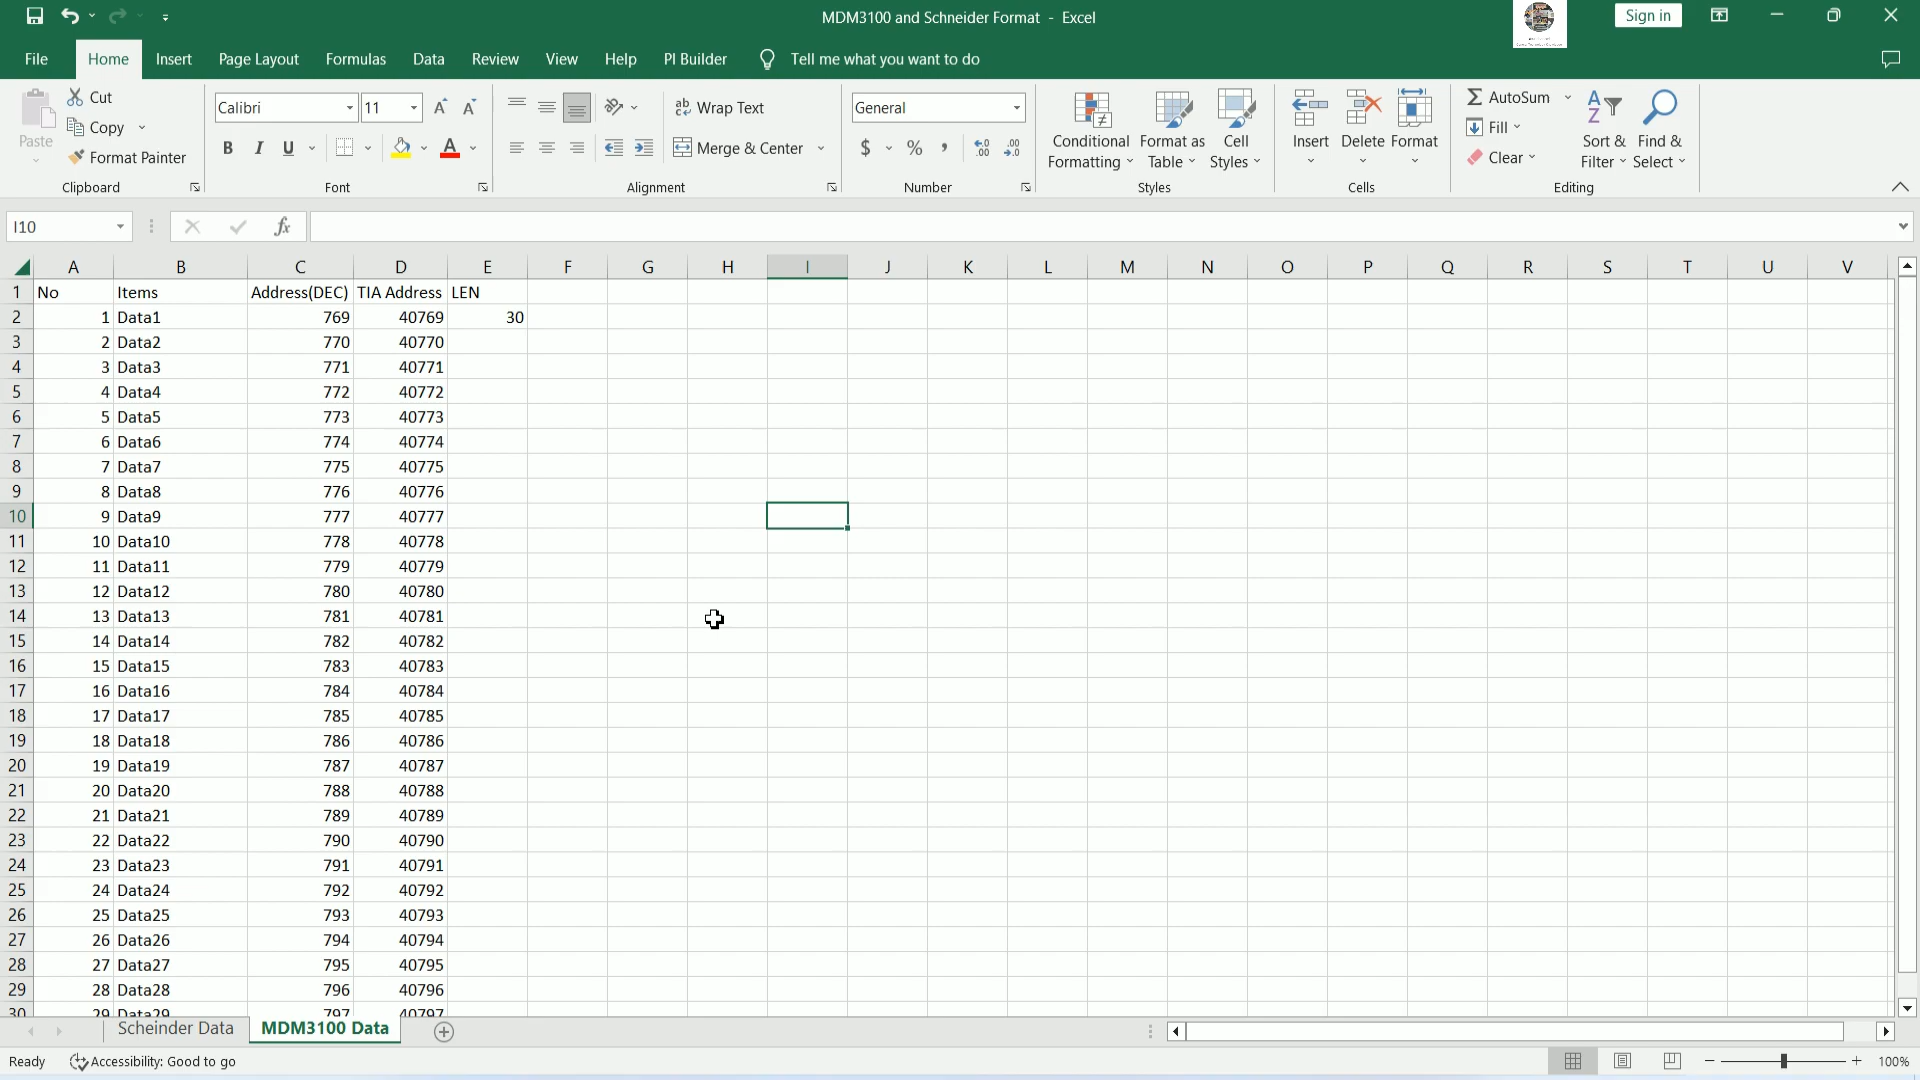 MDM3100 and Schneider Format - Excel
Sign in
File Home Insert Page Layout Formulas Data Review View Help PI Builder Tell me what you want to do
Paste
Cut
Copy
Format Painter
Clipboard
Calibri 11
B I U
Font
Wrap Text
Merge & Center
Alignment
General
$ % ,
Number
Conditional Formatting
Format as Table
Cell Styles
Styles
Insert Delete Format
Cells
AutoSum
Fill
Clear
Sort & Filter
Find & Select
Editing
I10 fx
A B C D E F G H I J K L M N O P Q R S T U V
1 No Items Address(DEC) TIA Address LEN
2 1 Data1 769 40769 30
3 2 Data2 770 40770
4 3 Data3 771 40771
5 4 Data4 772 40772
6 5 Data5 773 40773
7 6 Data6 774 40774
8 7 Data7 775 40775
9 8 Data8 776 40776
10 9 Data9 777 40777
11 10 Data10 778 40778
12 11 Data11 779 40779
13 12 Data12 780 40780
14 13 Data13 781 40781
15 14 Data14 782 40782
16 15 Data15 783 40783
17 16 Data16 784 40784
18 17 Data17 785 40785
19 18 Data18 786 40786
20 19 Data19 787 40787
21 20 Data20 788 40788
22 21 Data21 789 40789
23 22 Data22 790 40790
24 23 Data23 791 40791
25 24 Data24 792 40792
26 25 Data25 793 40793
27 26 Data26 794 40794
28 27 Data27 795 40795
29 28 Data28 796 40796
30 29 Data29 797 40797
Scheinder Data MDM3100 Data
Ready Accessibility: Good to go 100%